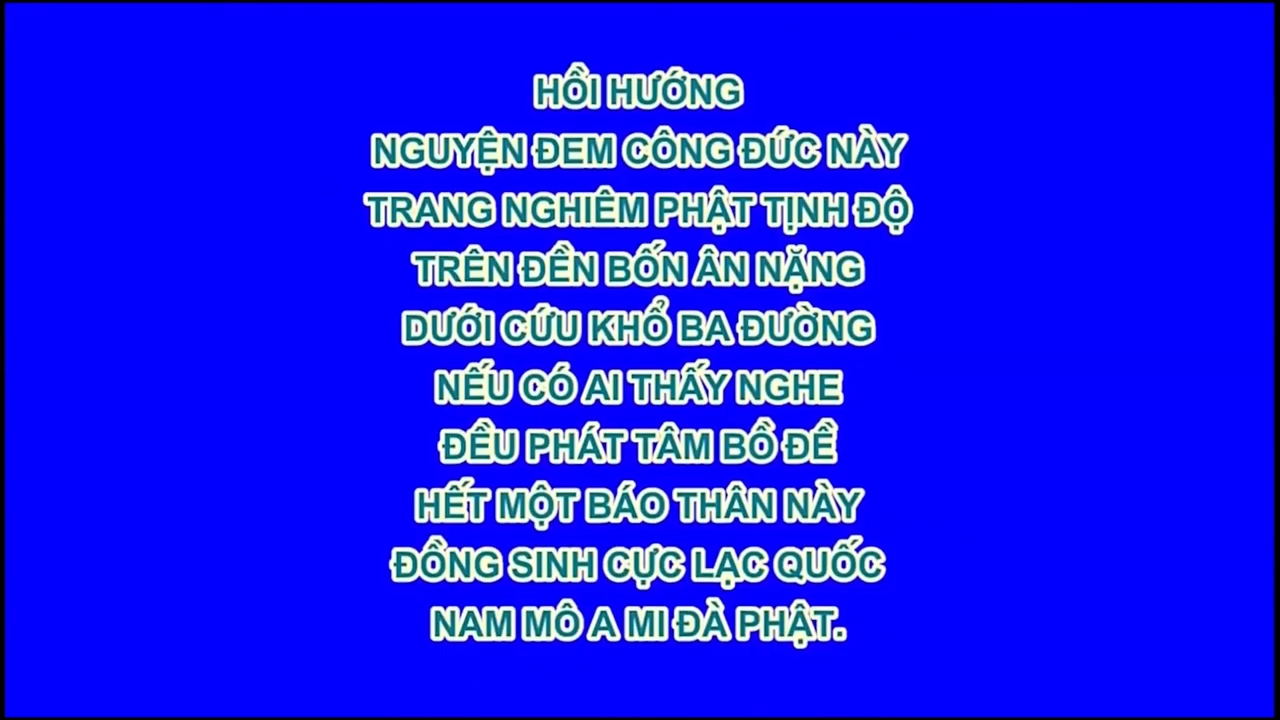 HỒI HƯỚNG
NGUYỆN ĐEM CÔNG ĐỨC NÀY
TRANG NGHIÊM PHẬT TỊNH ĐỘ
TRÊN ĐỀN BỐN ÂN NẶNG
DƯỚI CỨU KHỔ BA ĐƯỜNG
NẾU CÓ AI THẤY NGHE
ĐỀU PHÁT TÂM BỒ ĐỀ
HẾT MỘT BÁO THÂN NÀY
ĐỒNG SINH CỰC LẠC QUỐC
NAM MÔ A MI ĐÀ PHẬT.